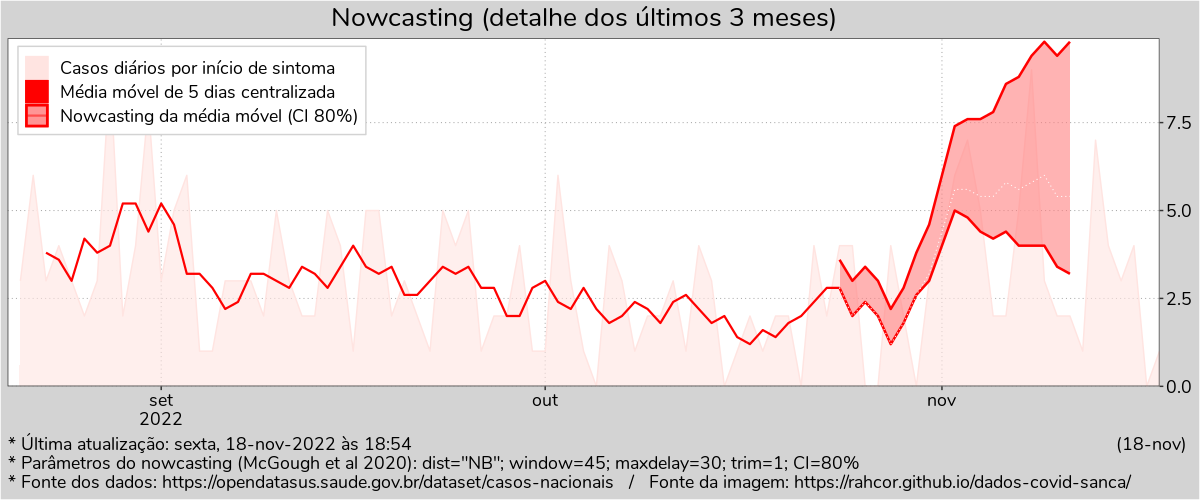 Nowcasting (detalhe dos últimos 3 meses)
Casos diários por início de sintoma
Média móvel de 5 dias centralizada
Nowcasting da média móvel (CI 80%)
7.5
5.0
2.5
0.0
set
2022
out
nov
* Última atualização: sexta, 18-nov-2022 às 18:54
(18-nov)
* Parâmetros do nowcasting (McGough et al 2020): dist="NB"; window=45; maxdelay=30; trim=1; CI=80%
* Fonte dos dados: https://opendatasus.saude.gov.br/dataset/casos-nacionais / Fonte da imagem: https://rahcor.github.io/dados-covid-sanca/